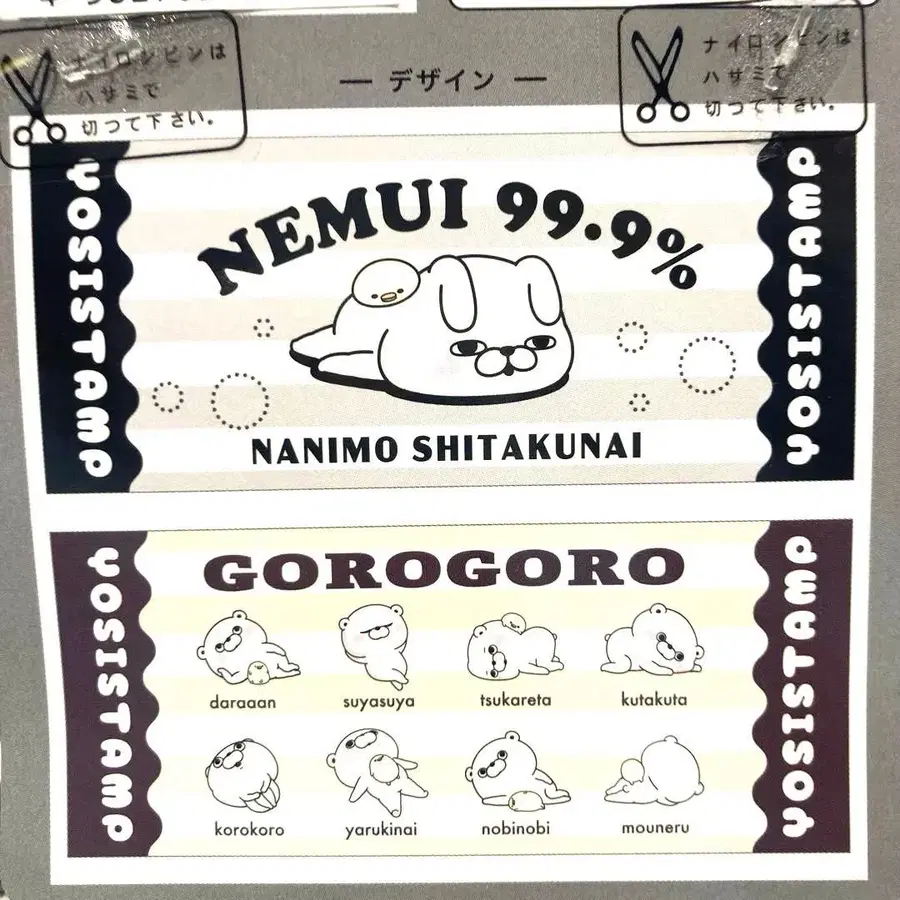 ナイロンピンは
ハサミで
切って下さい。
ー デザイン ー
ナイロンピンは
ハサミで
切って下さい。
YOSISTAMP
NEMUI 99.9%
NANIMO SHITAKUNAI
YOSISTAMP
YOSISTAMP
GOROGORO
daraaan suyasuya tsukareta kutakuta
korokoro yarukinai nobinobi mouneru
YOSISTAMP